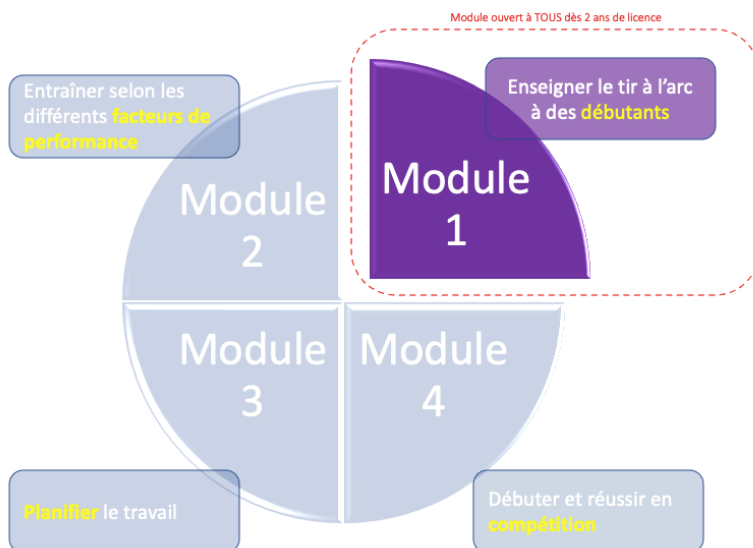 Module ouvert à TOUS dès 2 ans de licence
Entraîner selon les
différents facteurs de
performance
Enseigner le tir à l'arc
à des débutants
Module
2
Module
1
Module
3
Module
4
Planifier le travail
Débuter et réussir en
compétition